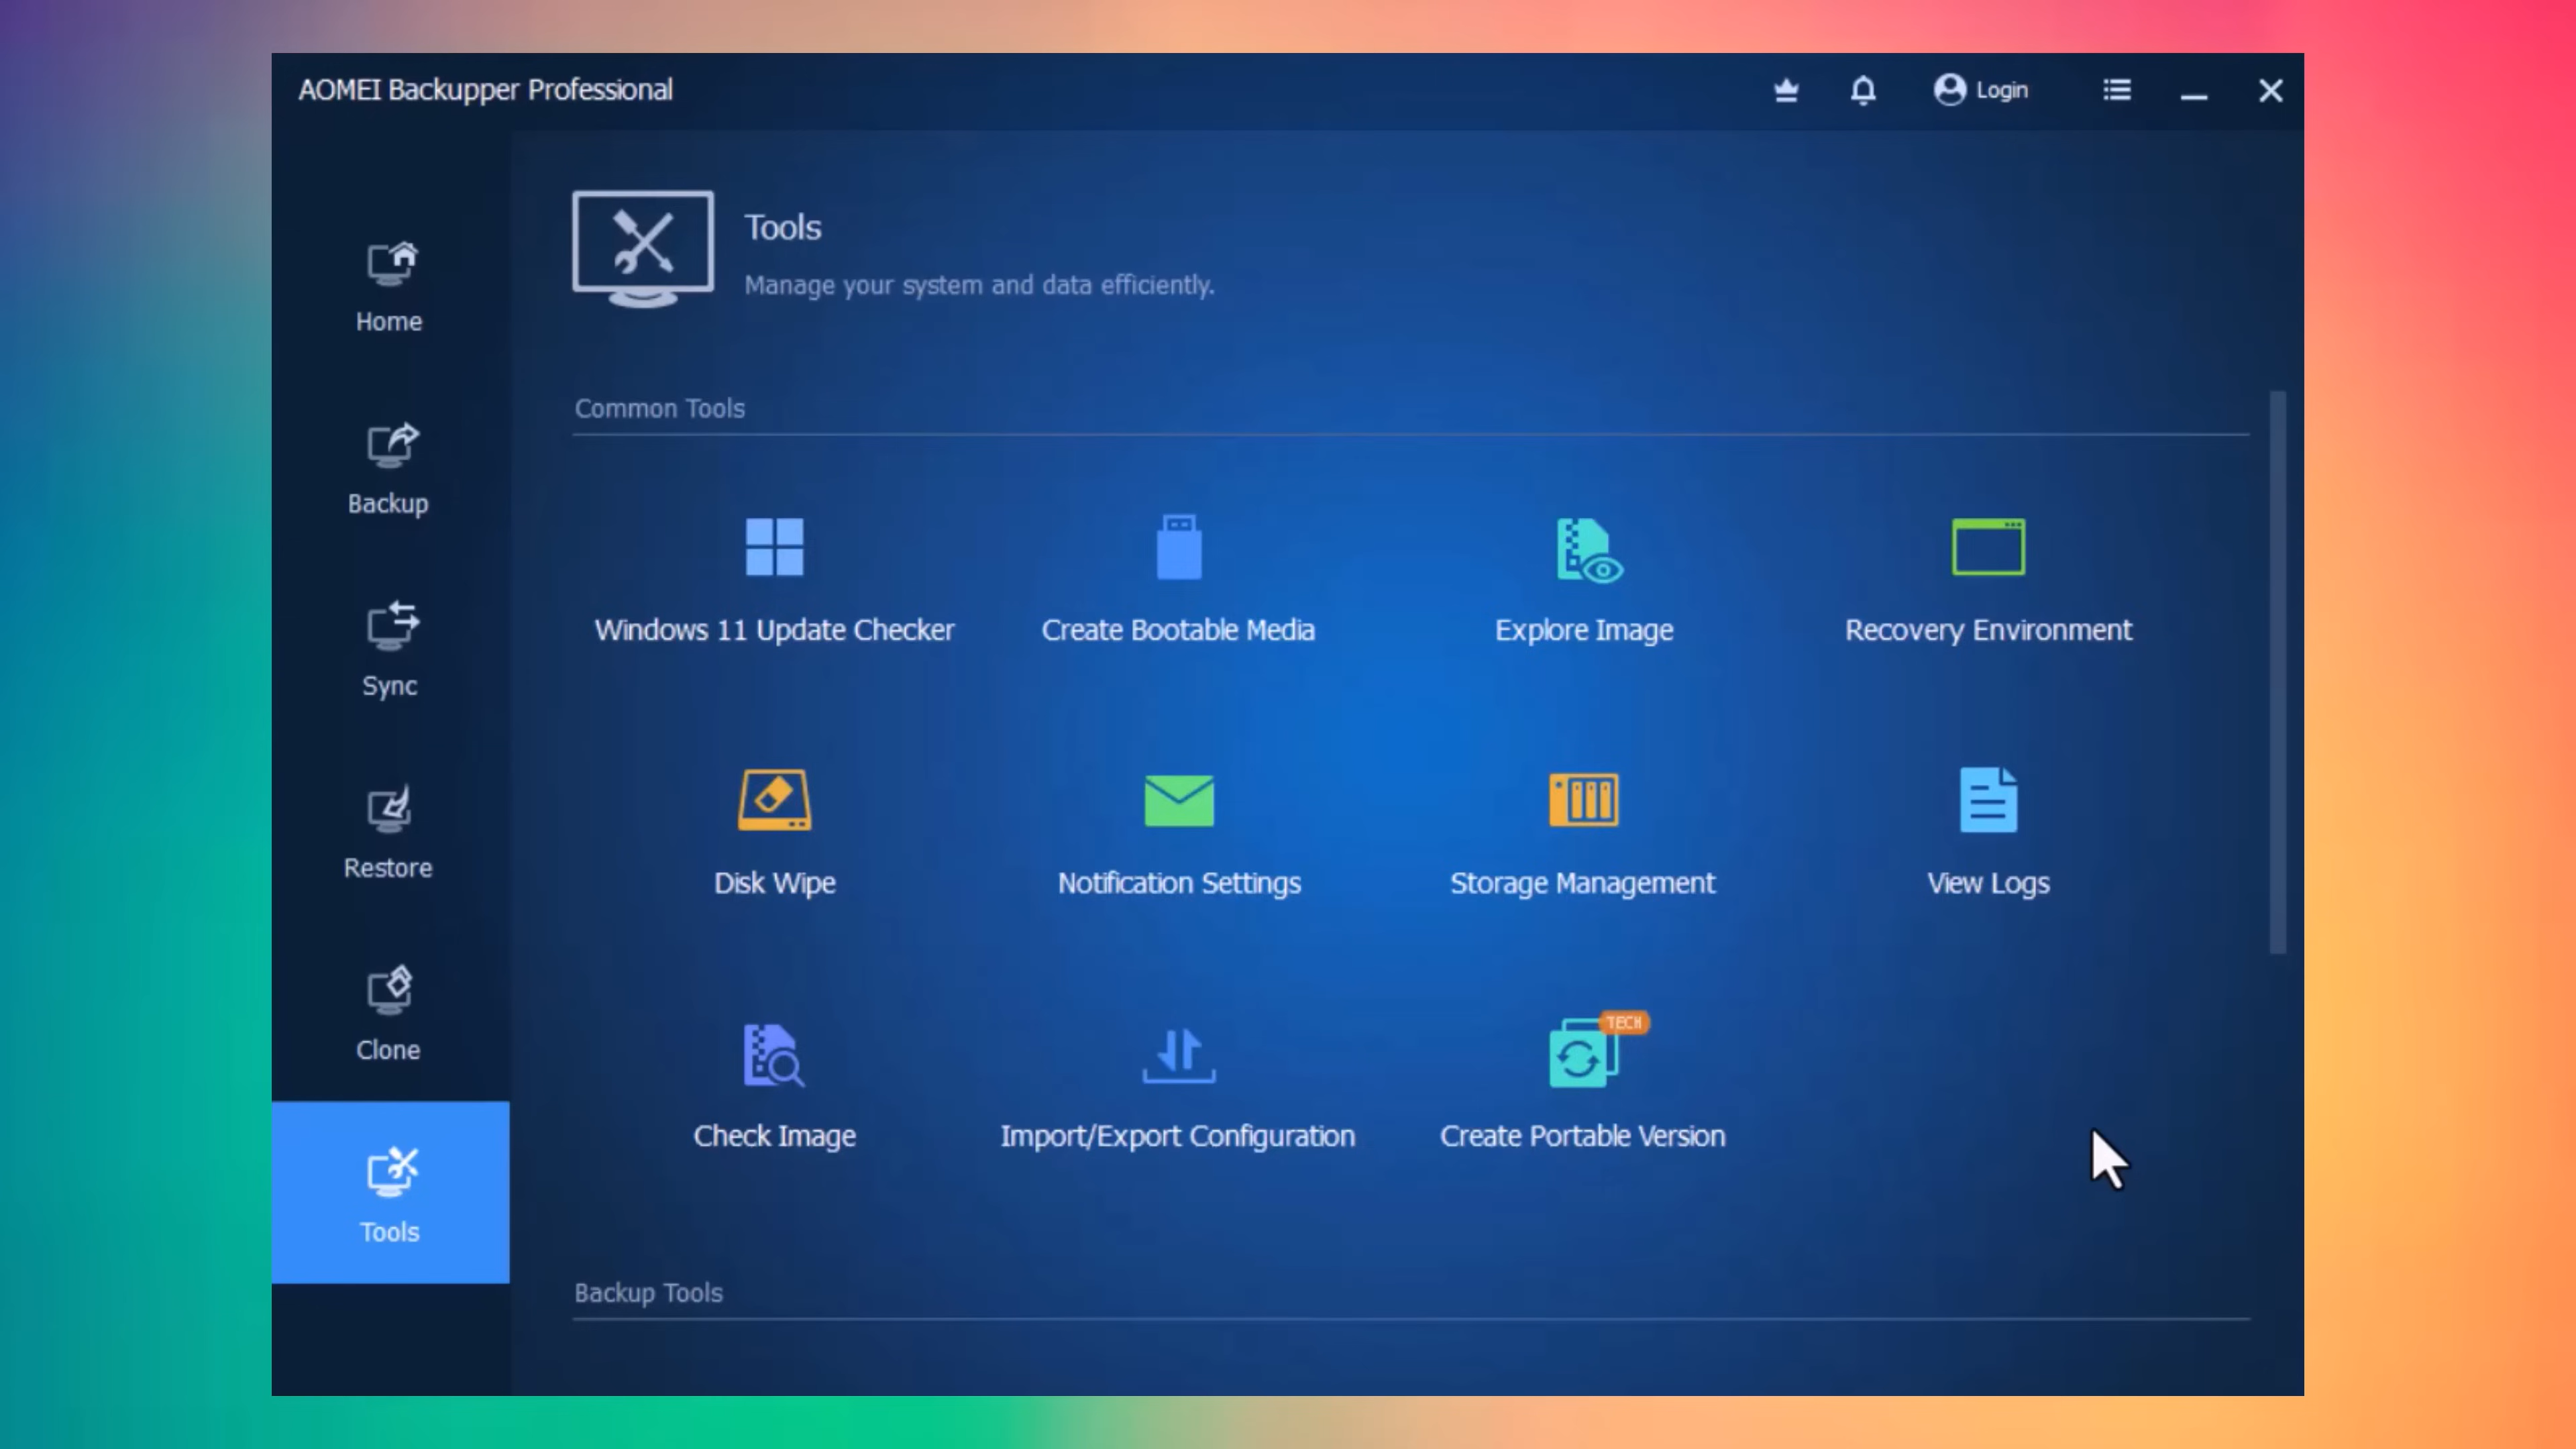 AOMEI Backupper Professional
Login
Home
Backup
Sync
Restore
Clone
Tools
Tools
Manage your system and data efficiently.
Common Tools
Windows 11 Update Checker
Create Bootable Media
Explore Image
Recovery Environment
Disk Wipe
Notification Settings
Storage Management
View Logs
TECH
Check Image
Import/Export Configuration
Create Portable Version
Backup Tools